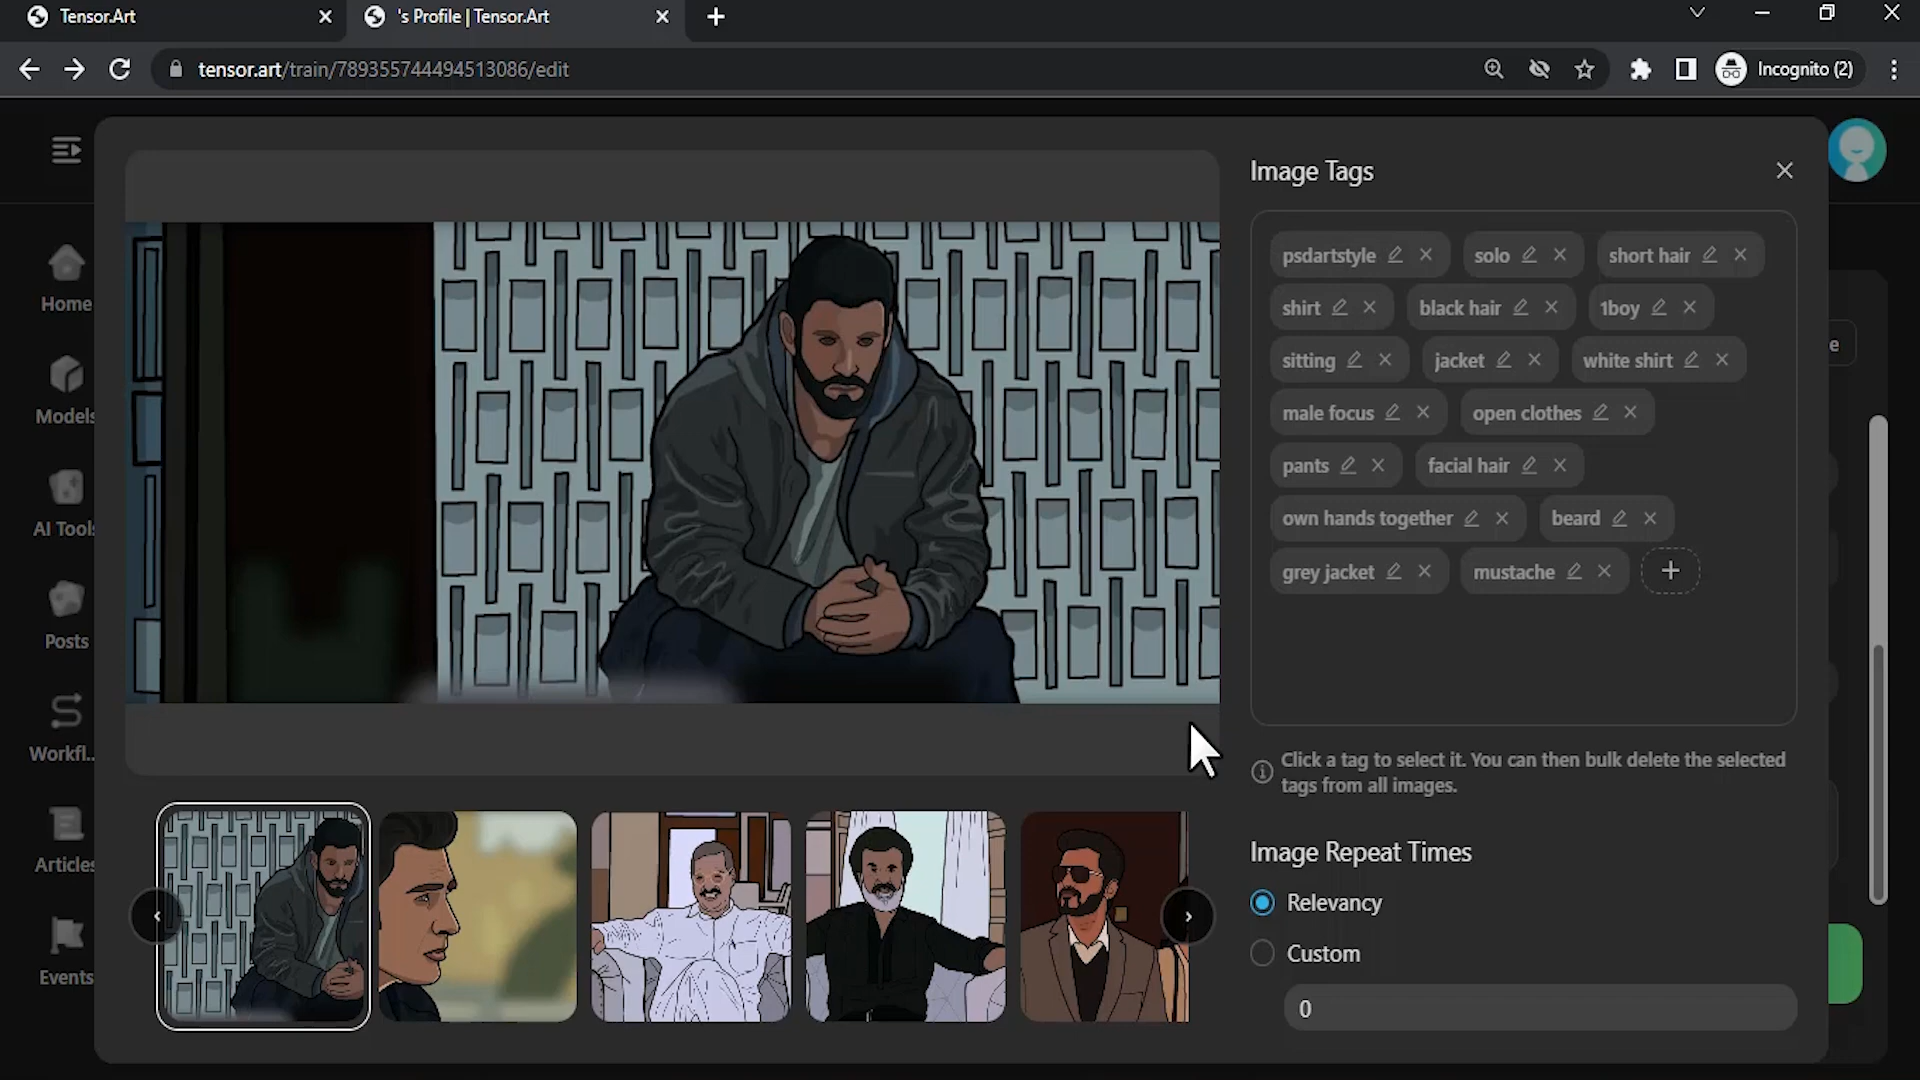 Tensor.Art
's Profile | Tensor.Art
tensor.art/train/789355744494513086/edit
Incognito (2)
Image Tags
psdartstyle solo short hair
shirt black hair 1boy
sitting jacket white shirt
male focus open clothes
pants facial hair
own hands together beard
grey jacket mustache
Click a tag to select it. You can then bulk delete the selected
tags from all images.
Image Repeat Times
Relevancy
Custom
0
Home
Models
AI Tools
Posts
Workfl...
Articles
Events
e